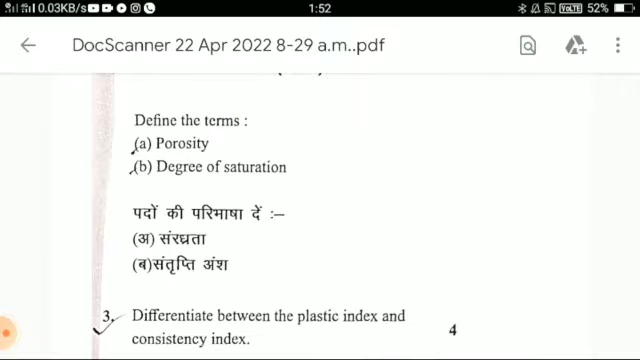 0.03KB/s 1:52 VoLTE 52%
DocScanner 22 Apr 2022 8-29 a.m..pdf
Define the terms :
(a) Porosity
(b) Degree of saturation
पदों की परिभाषा दें :–
(अ) संरध्रता
(ब)संतृप्ति अंश
3. Differentiate between the plastic index and
4
consistency index.